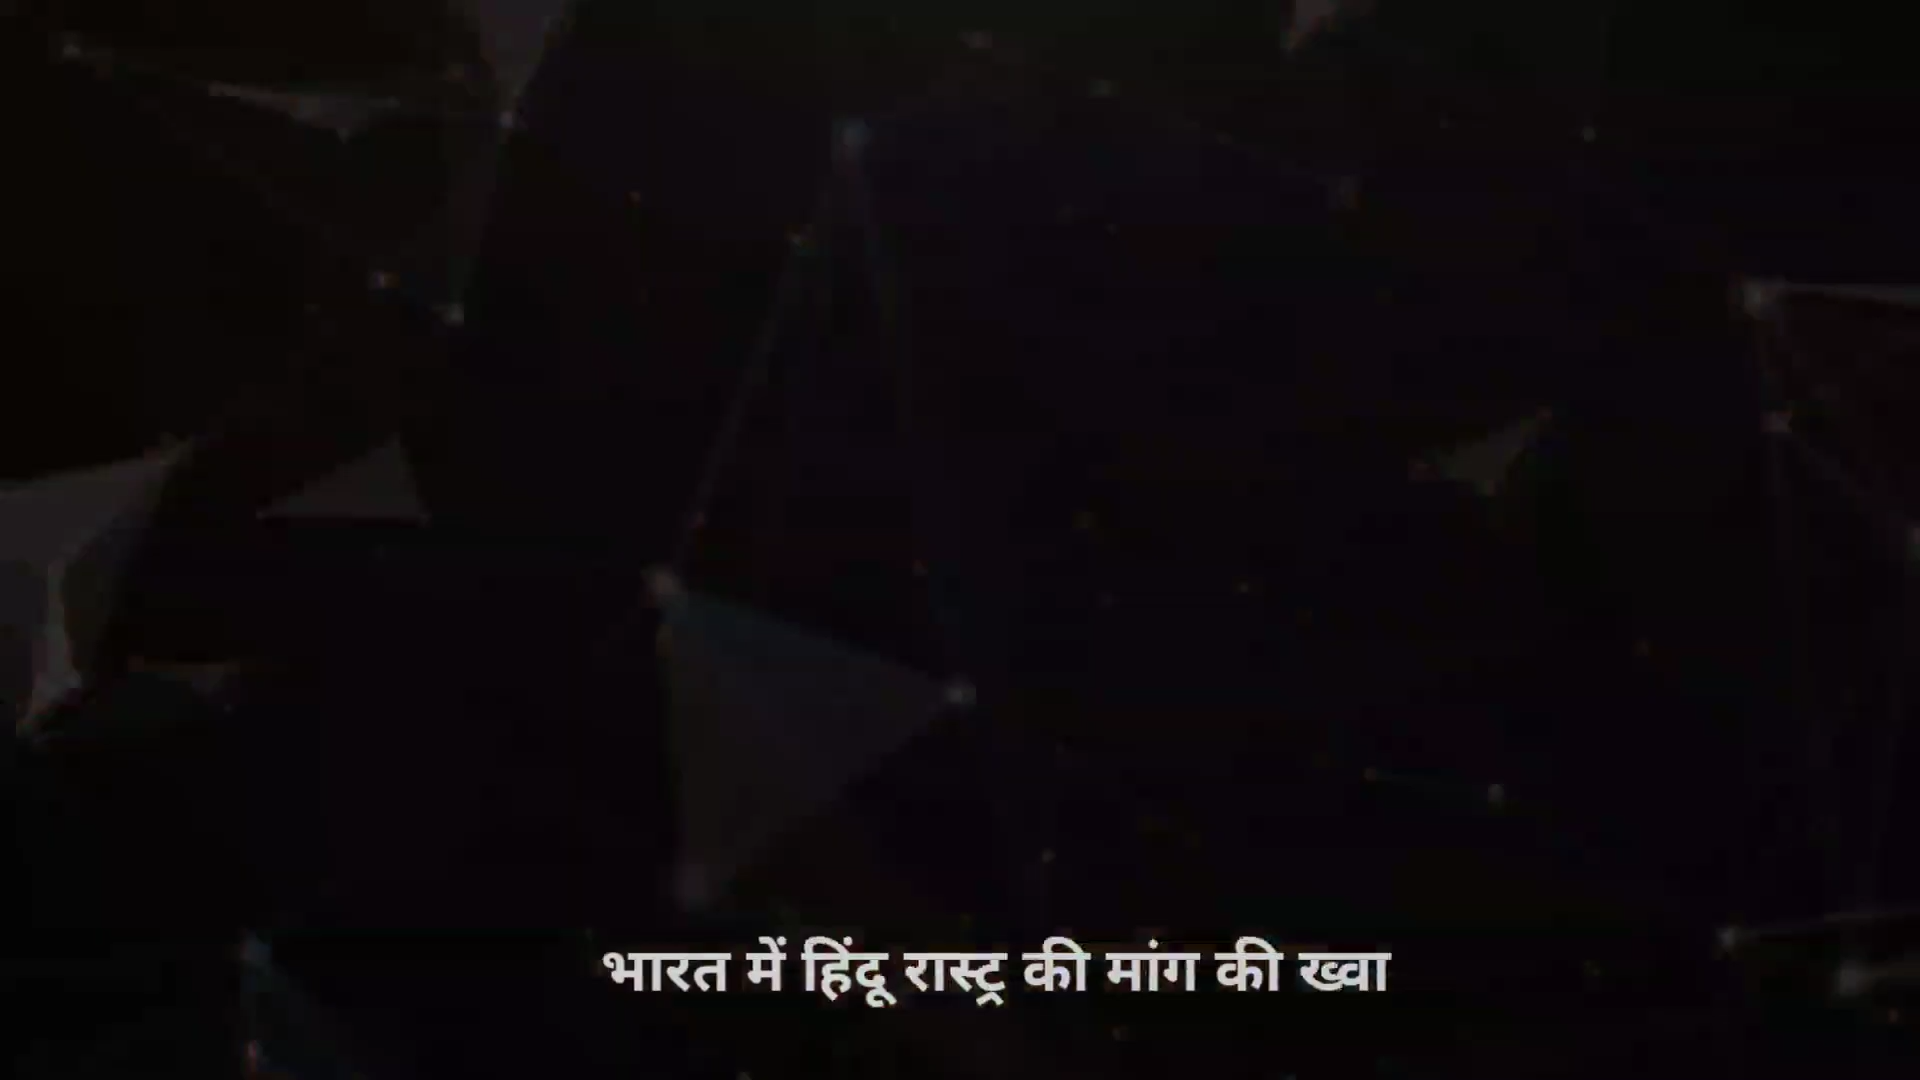 भारत में हिंदू रास्ट्र की मांग की ख्वा